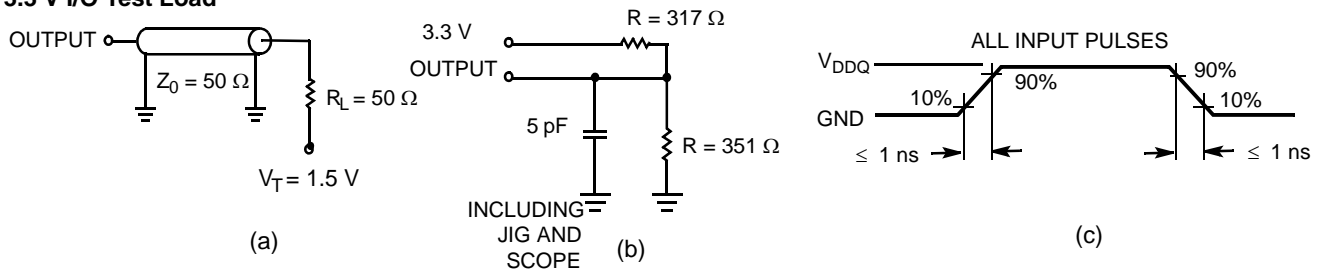 3.3 V I/O Test Load
OUTPUT
Z0 = 50 Ω
RL = 50 Ω
VT = 1.5 V
(a)
R = 317 Ω
3.3 V
OUTPUT
5 pF
R = 351 Ω
INCLUDING
JIG AND
SCOPE
(b)
ALL INPUT PULSES
VDDQ
GND
10%
90%
90%
10%
≤ 1 ns
≤ 1 ns
(c)